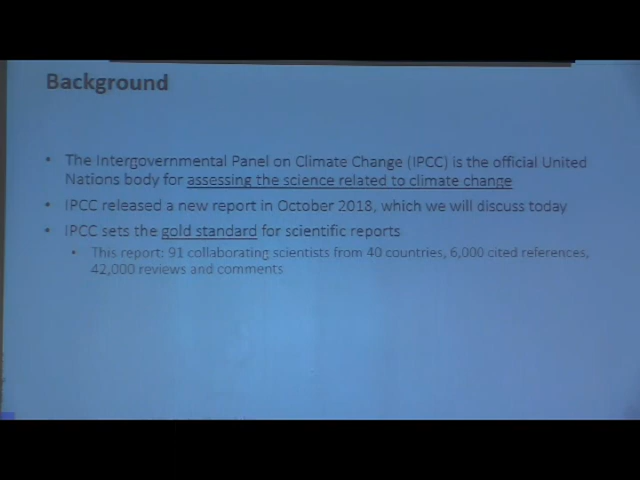 Background
• The Intergovernmental Panel on Climate Change (IPCC) is the official United
Nations body for assessing the science related to climate change
• IPCC released a new report in October 2018, which we will discuss today
• IPCC sets the gold standard for scientific reports
• This report: 91 collaborating scientists from 40 countries, 6,000 cited references,
42,000 reviews and comments